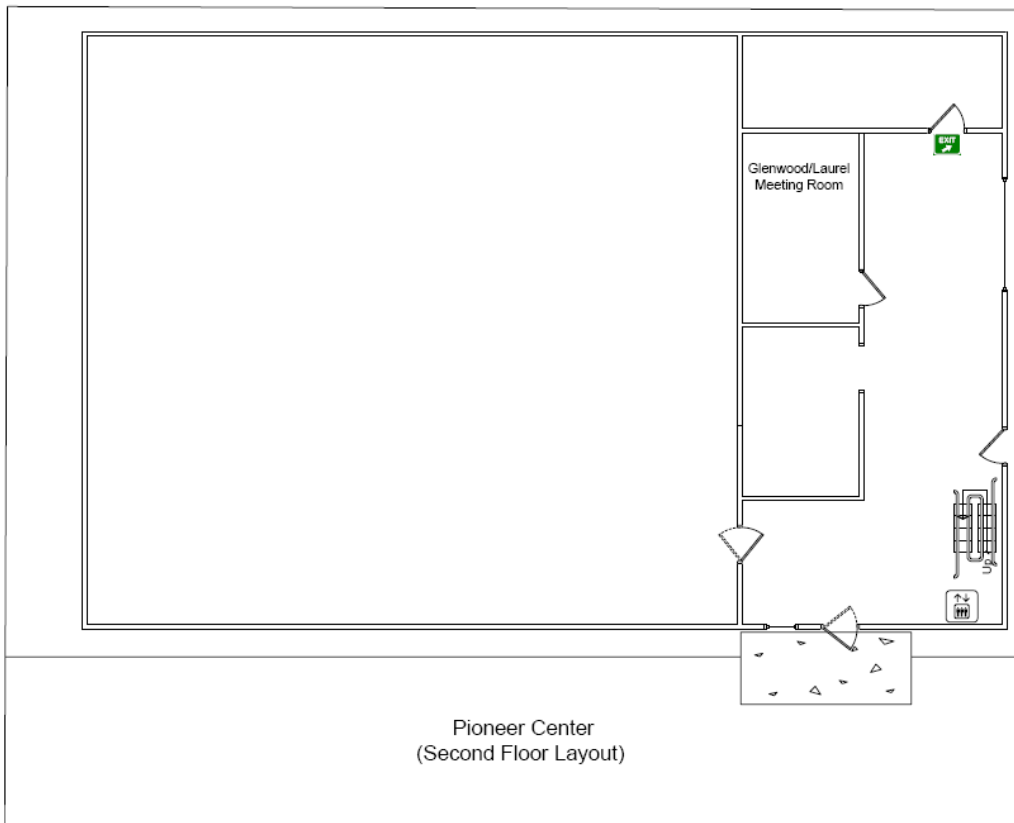 EXIT
Glenwood/Laurel
Meeting Room
Up
Pioneer Center
(Second Floor Layout)